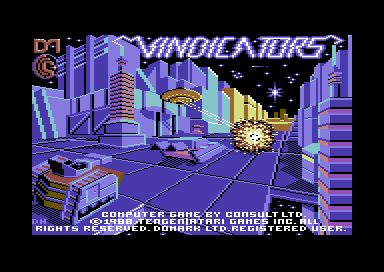 VINDICATORS
COMPUTER GAME BY CONSULT LTD.
©1988 TENGEN/ATARI GAMES INC. ALL
RIGHTS RESERVED. DOMARK LTD. REGISTERED USER.